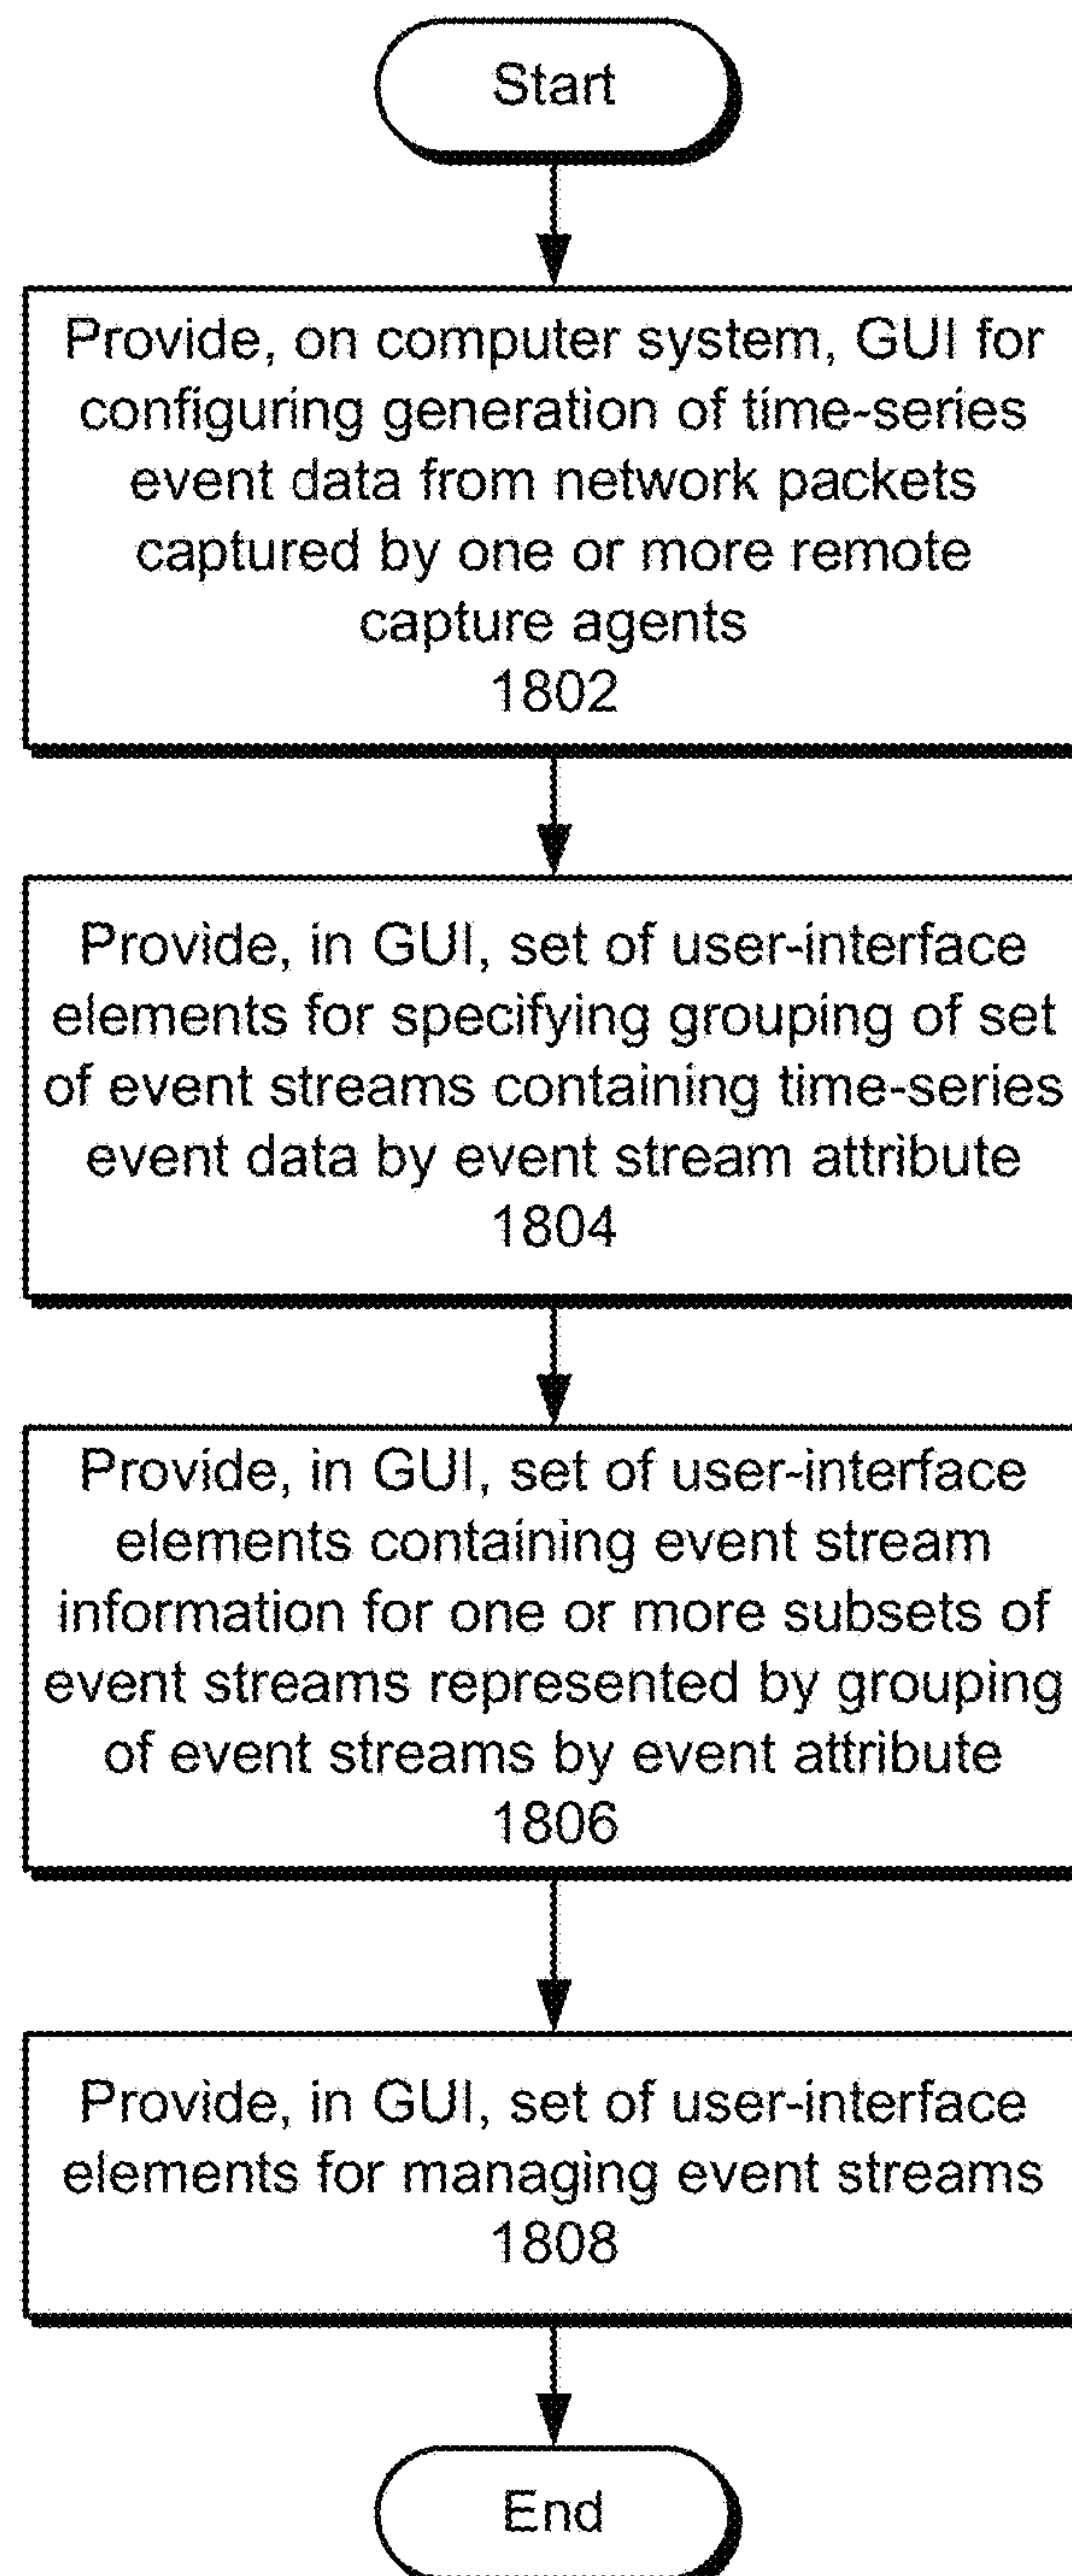 Start
Provide, on computer system, GUI for
configuring generation of time-series
event data from network packets
captured by one or more remote
capture agents
1802
Provide, in GUI, set of user-interface
elements for specifying grouping of set
of event streams containing time-series
event data by event stream attribute
1804
Provide, in GUI, set of user-interface
elements containing event stream
information for one or more subsets of
event streams represented by grouping
of event streams by event attribute
1806
Provide, in GUI, set of user-interface
elements for managing event streams
1808
End